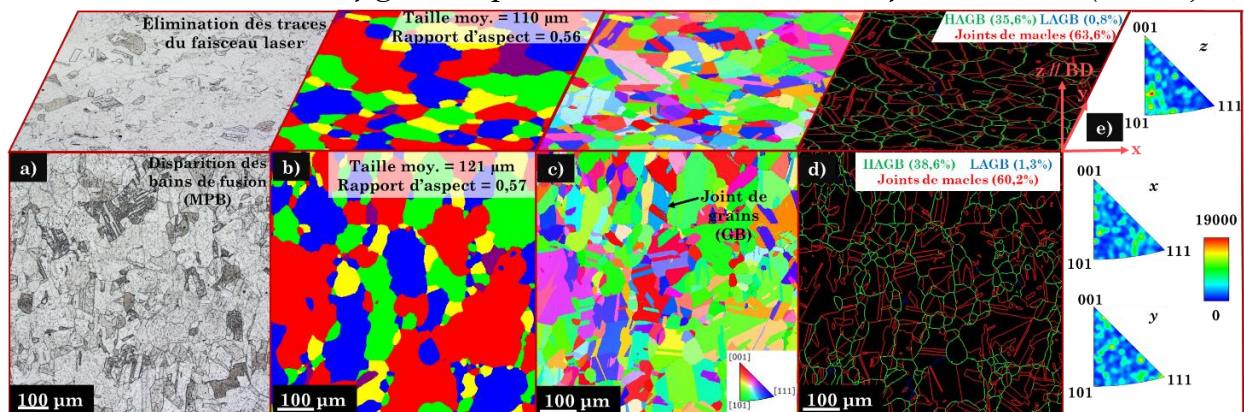 Élimination des traces
du faisceau laser
Taille moy. = 110 µm
Rapport d'aspect = 0,56
HAGB (35,6%) LAGB (0,8%)
Joints de macles (63,6%)
z // BD
y
x
e)
001
z
101
111
a)
Disparition des
bains de fusion
(MPB)
100 µm
b)
Taille moy. = 121 µm
Rapport d'aspect = 0,57
100 µm
c)
Joint de
grains
(GB)
[001]
[111]
[101]
100 µm
d)
HAGB (38,6%) LAGB (1,3%)
Joints de macles (60,2%)
100 µm
001
x
101
111
001
y
101
111
19000
0